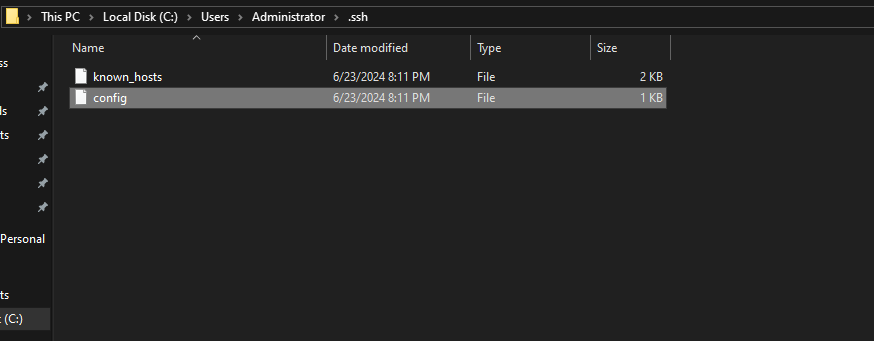 This PC > Local Disk (C:) > Users > Administrator > .ssh
Name Date modified Type Size
ss
known_hosts 6/23/2024 8:11 PM File 2 KB
config 6/23/2024 8:11 PM File 1 KB
ds
ts
Personal
ts
(C:)